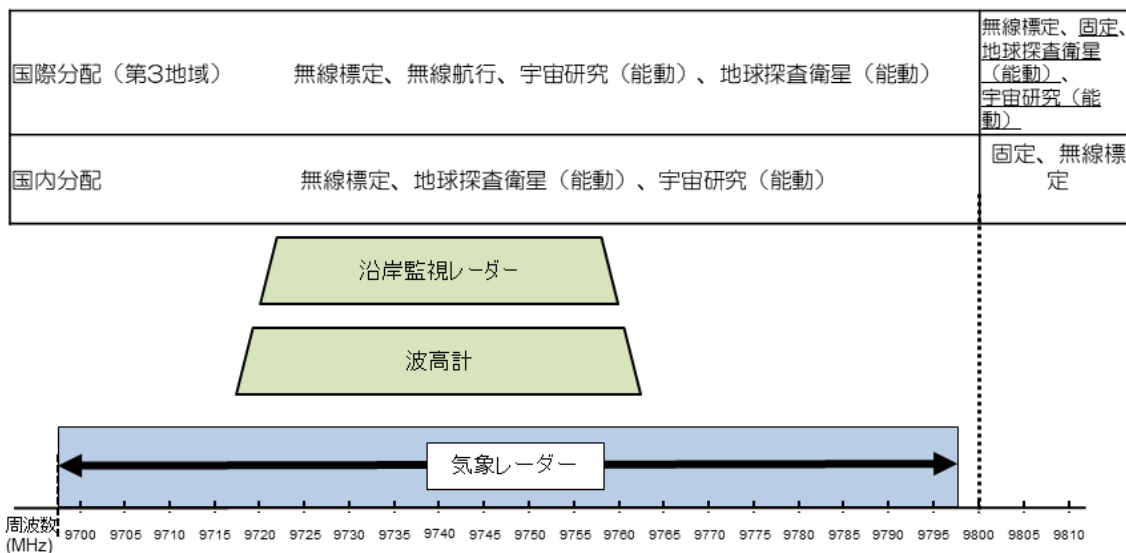 国際分配（第3地域）
無線標定、無線航行、宇宙研究（能動）、地球探査衛星（能動）
無線標定、固定、
地球探査衛星
（能動）、
宇宙研究（能
動）
国内分配
無線標定、地球探査衛星（能動）、宇宙研究（能動）
固定、無線標
定
沿岸監視レーダー
波高計
気象レーダー
周波数
(MHz)
9700 9705 9710 9715 9720 9725 9730 9735 9740 9745 9750 9755 9760 9765 9770 9775 9780 9785 9790 9795 9800 9805 9810